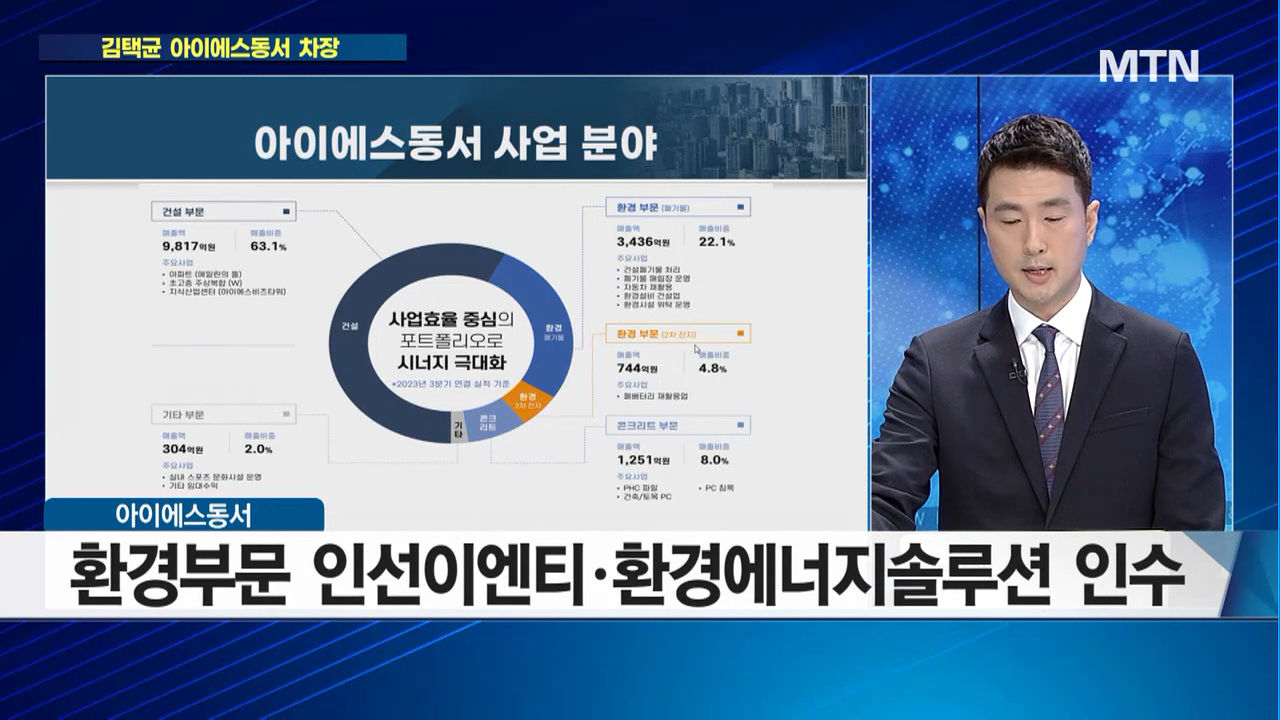 김택균 아이에스동서 차장
MTN
아이에스동서 사업 분야
건설 부문
매출액 매출비중
9,817억원 63.1%
주요사업
• 아파트 (에일린의 뜰)
• 초고층 주상복합 (W)
• 지식산업센터 (아이에스비즈타워)
기타 부문
매출액 매출비중
304억원 2.0%
주요사업
• 실내 스포츠 문화시설 운영
• 기타 임대수익
건설
사업효율 중심의
포트폴리오로
시너지 극대화
*2023년 3분기 연결 실적 기준
환경
폐기물
환경
2차 전지
콘크
리트
기
타
환경 부문 (폐기물)
매출액 매출비중
3,436억원 22.1%
주요사업
• 건설폐기물 처리
• 폐기물 매립장 운영
• 자동차 재활용
• 환경설비 건설업
• 환경시설 위탁 운영
환경 부문 (2차 전지)
매출액 매출비중
744억원 4.8%
주요사업
• 폐배터리 재활용업
콘크리트 부문
매출액 매출비중
1,251억원 8.0%
주요사업
• PHC 파일 • PC 침목
• 건축/토목 PC
아이에스동서
환경부문 인선이엔티·환경에너지솔루션 인수